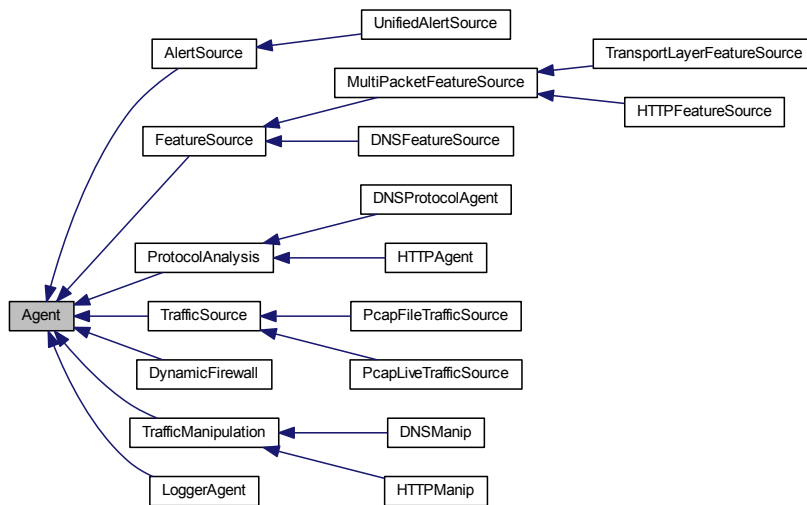 UnifiedAlertSource
AlertSource
TransportLayerFeatureSource
MultiPacketFeatureSource
HTTPFeatureSource
FeatureSource
DNSFeatureSource
DNSProtocolAgent
ProtocolAnalysis
HTTPAgent
Agent
TrafficSource
PcapFileTrafficSource
DynamicFirewall
PcapLiveTrafficSource
TrafficManipulation
DNSManip
LoggerAgent
HTTPManip